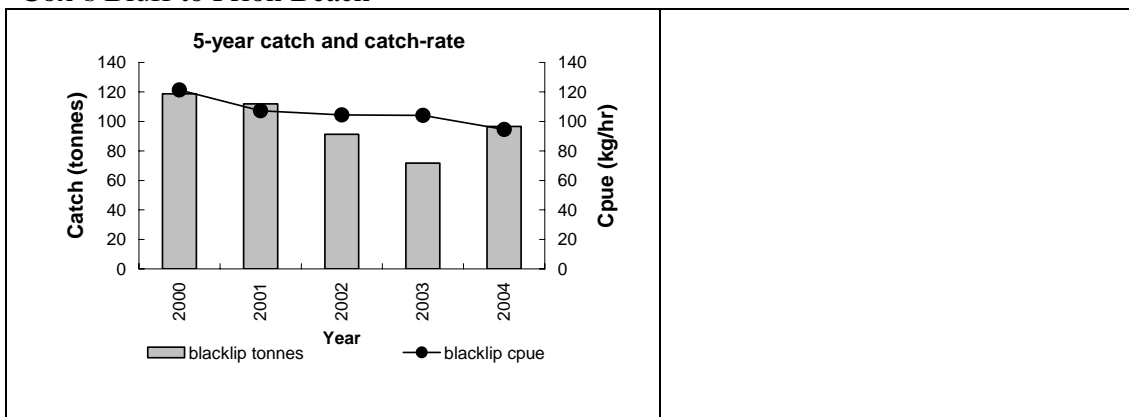 5-year catch and catch-rate
140 140
120 120
100 100
80 80
60 60
40 40
20 20
0 0
Catch (tonnes)
Cpue (kg/hr)
2000 2001 2002 2003 2004
Year
blacklip tonnes blacklip cpue